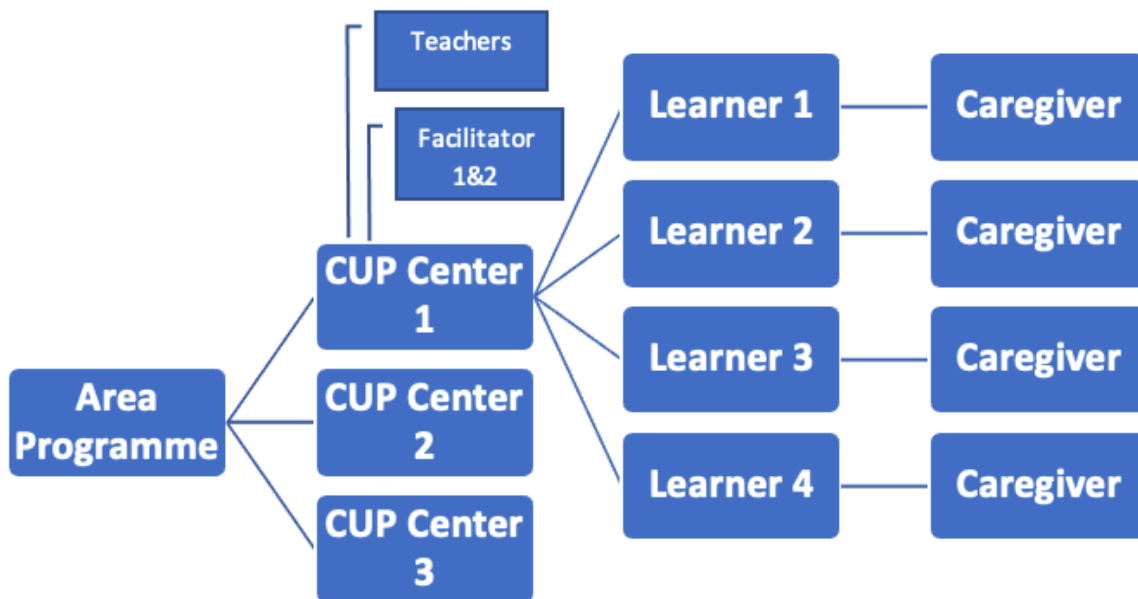 Teachers
Facilitator
1&2
Learner 1
Caregiver
Learner 2
Caregiver
CUP Center
1
Learner 3
Caregiver
Area
Programme
CUP Center
2
Learner 4
Caregiver
CUP Center
3